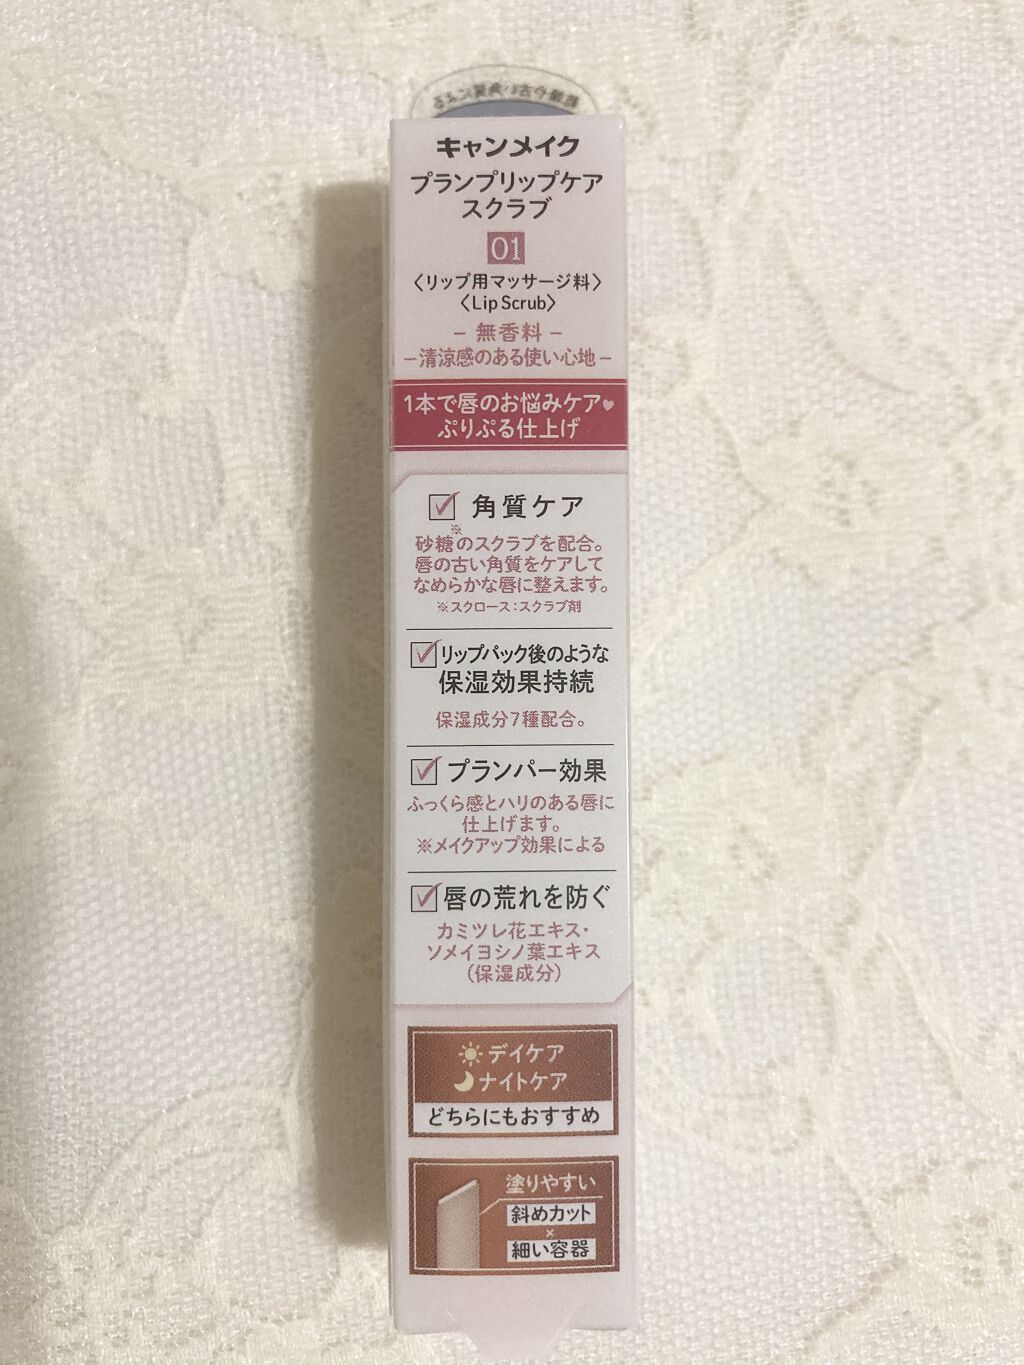 キャンメイク
プランプリップケア
スクラブ
01
〈リップ用マッサージ料〉
〈Lip Scrub〉
－ 無香料 －
－清涼感のある使い心地－
1本で唇のお悩みケア♥
ぷりぷる仕上げ
角質ケア
砂糖※のスクラブを配合。
唇の古い角質をケアして
なめらかな唇に整えます。
※スクロース：スクラブ剤
リップパック後のような
保湿効果持続
保湿成分7種配合。
プランパー効果
ふっくら感とハリのある唇に
仕上げます。
※メイクアップ効果による
唇の荒れを防ぐ
カミツレ花エキス・
ソメイヨシノ葉エキス
（保湿成分）
デイケア
ナイトケア
どちらにもおすすめ
塗りやすい
斜めカット
×
細い容器